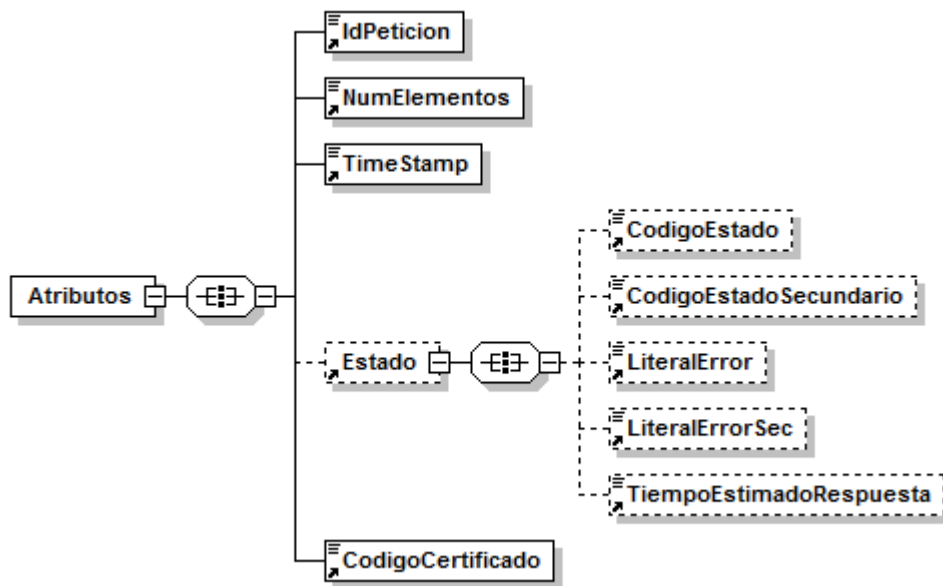 IdPeticion
NumElementos
TimeStamp
CodigoEstado
Atributos
CodigoEstadoSecundario
Estado
LiteralError
LiteralErrorSec
TiempoEstimadoRespuesta
CodigoCertificado